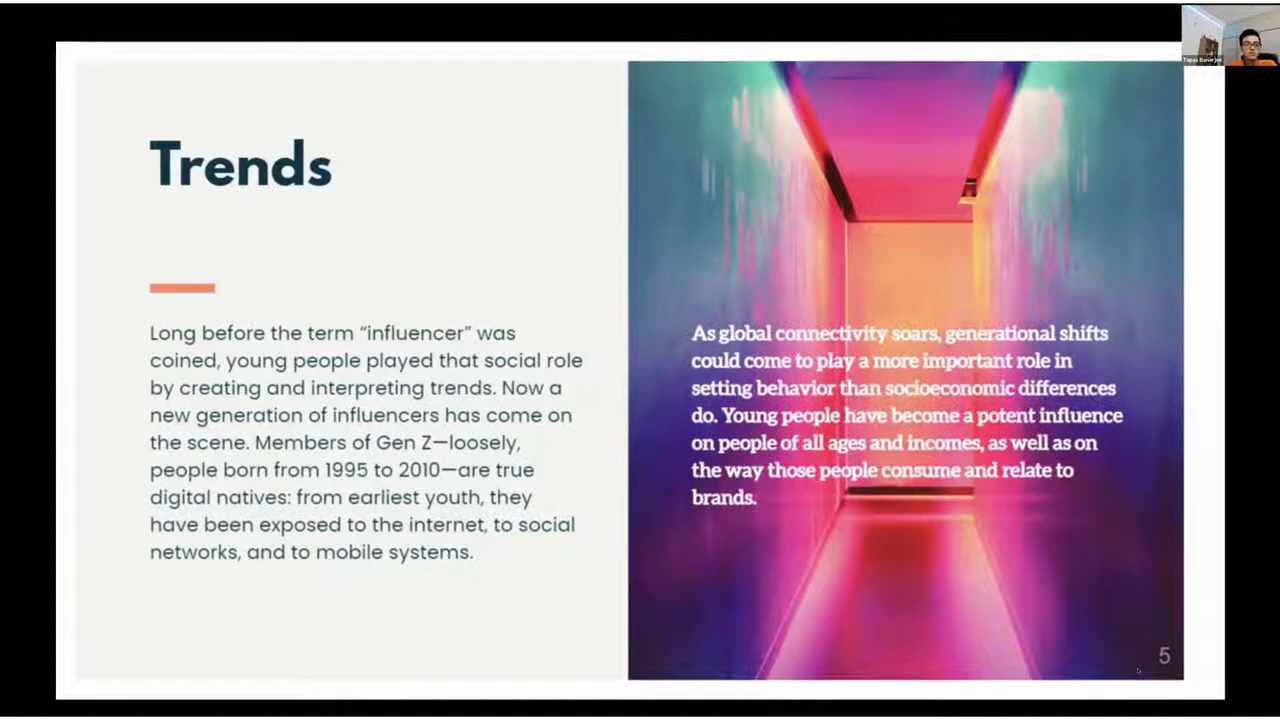 Trends
Long before the term “influencer” was
coined, young people played that social role
by creating and interpreting trends. Now a
new generation of influencers has come on
the scene. Members of Gen Z—loosely,
people born from 1995 to 2010—are true
digital natives: from earliest youth, they
have been exposed to the internet, to social
networks, and to mobile systems.
As global connectivity soars, generational shifts
could come to play a more important role in
setting behavior than socioeconomic differences
do. Young people have become a potent influence
on people of all ages and incomes, as well as on
the way those people consume and relate to
brands.
5
Tapas Banerjee